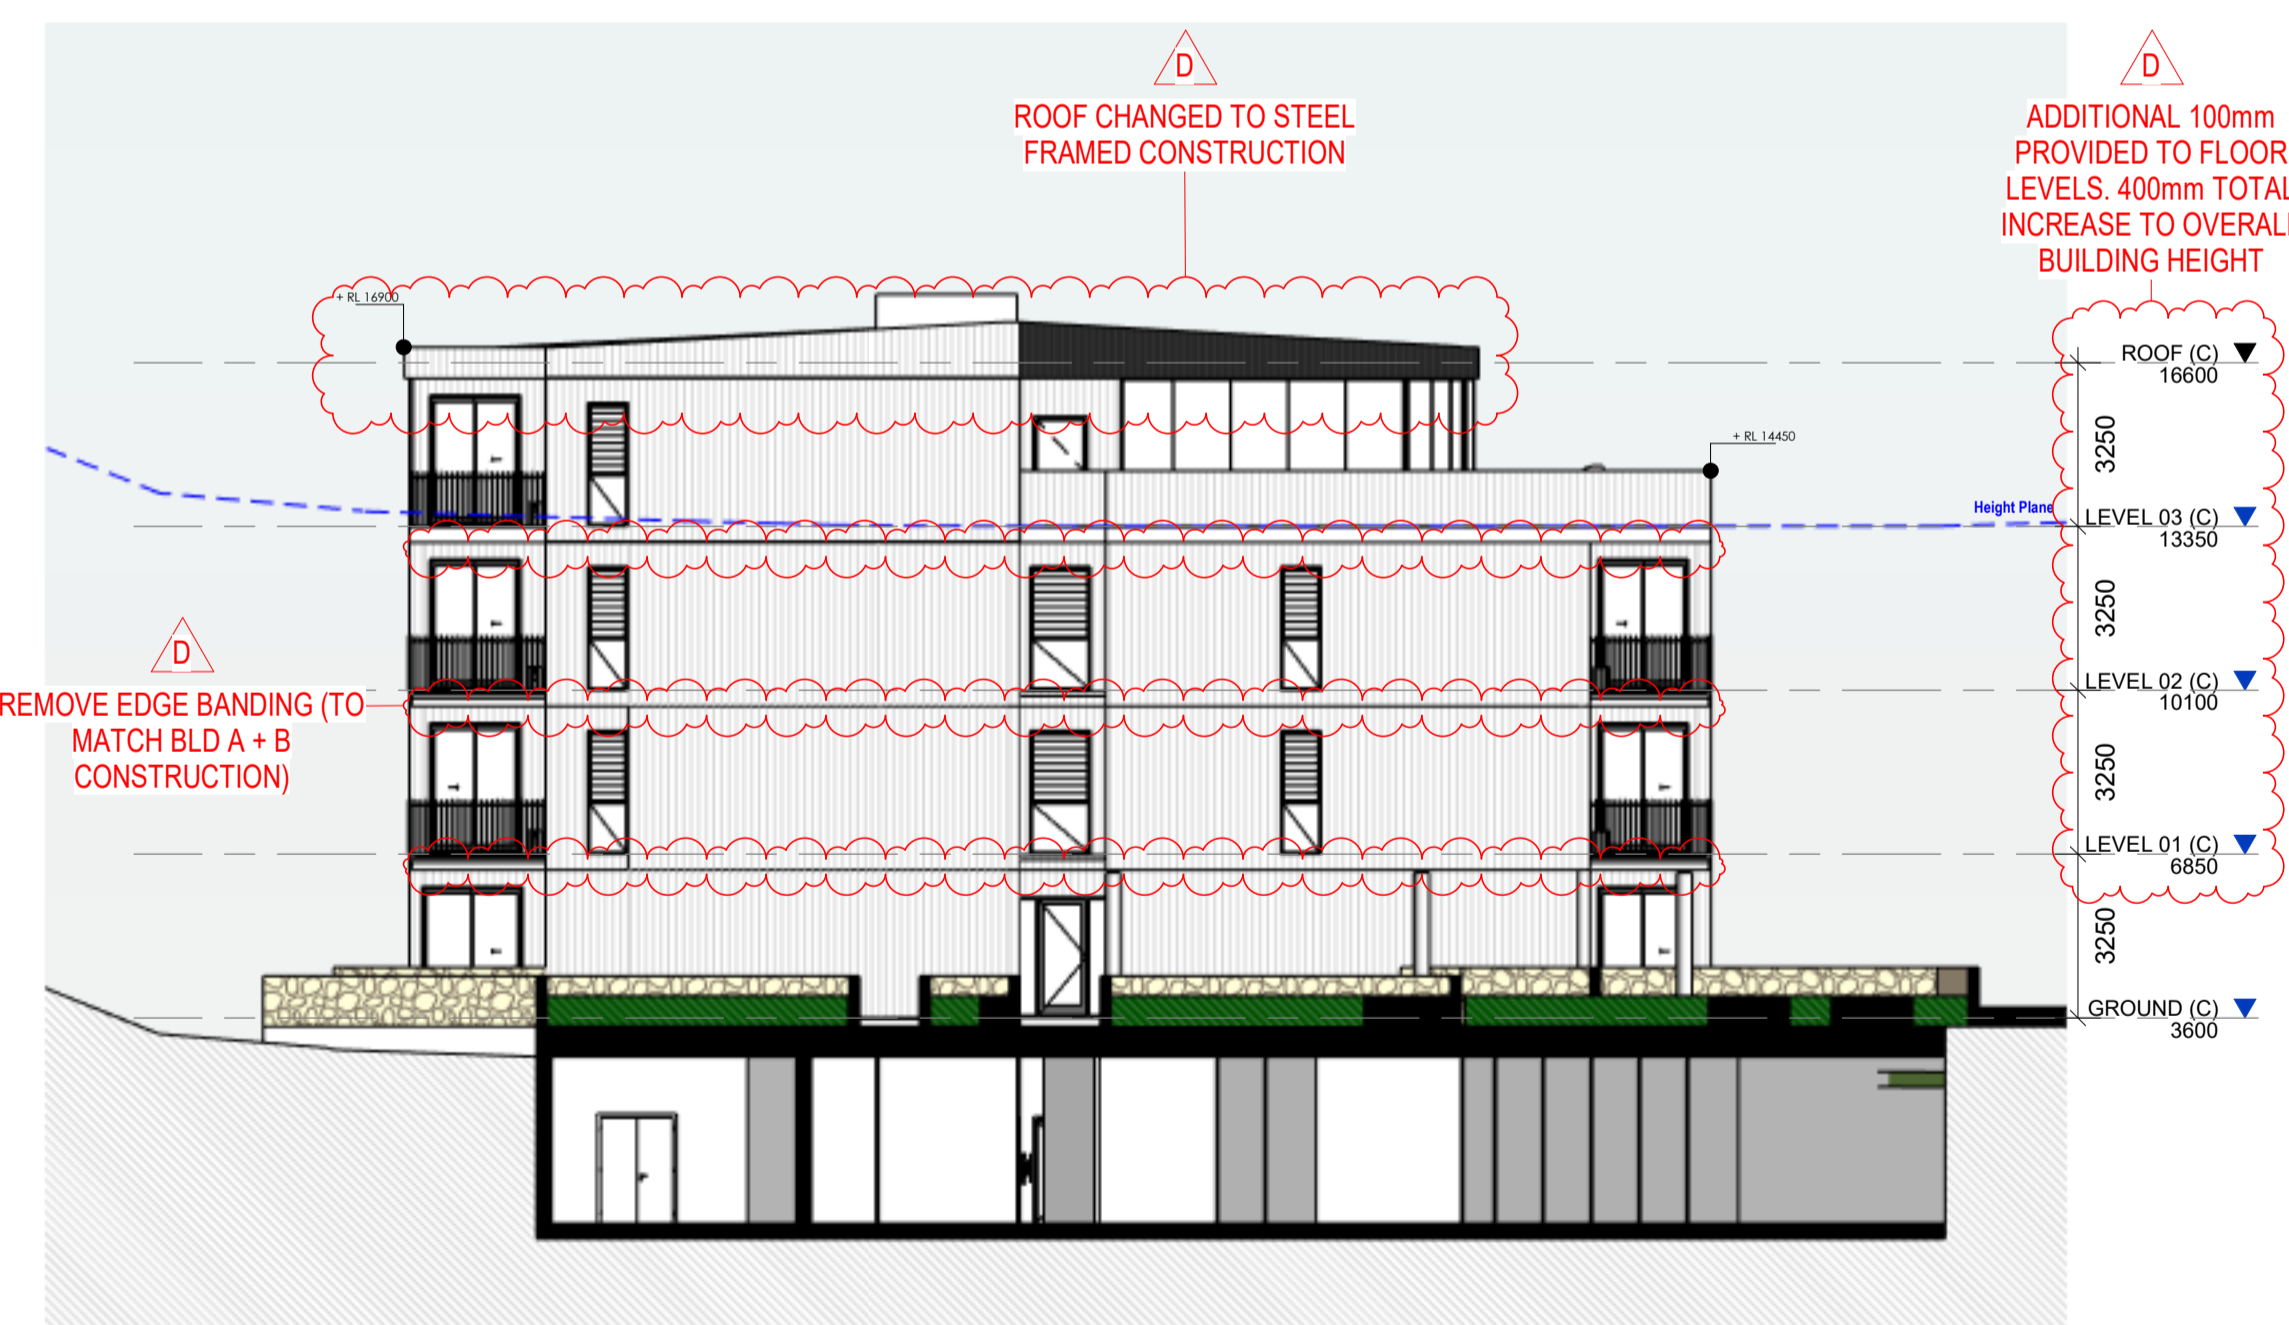 D
ROOF CHANGED TO STEEL
FRAMED CONSTRUCTION
D
ADDITIONAL 100mm
PROVIDED TO FLOOR
LEVELS. 400mm TOTAL
INCREASE TO OVERALL
BUILDING HEIGHT
+ RL 16900
ROOF (C)
16600
3250
+ RL 14450
Height Plane
LEVEL 03 (C)
13350
3250
D
REMOVE EDGE BANDING (TO
MATCH BLD A + B
CONSTRUCTION)
LEVEL 02 (C)
10100
3250
LEVEL 01 (C)
6850
3250
GROUND (C)
3600